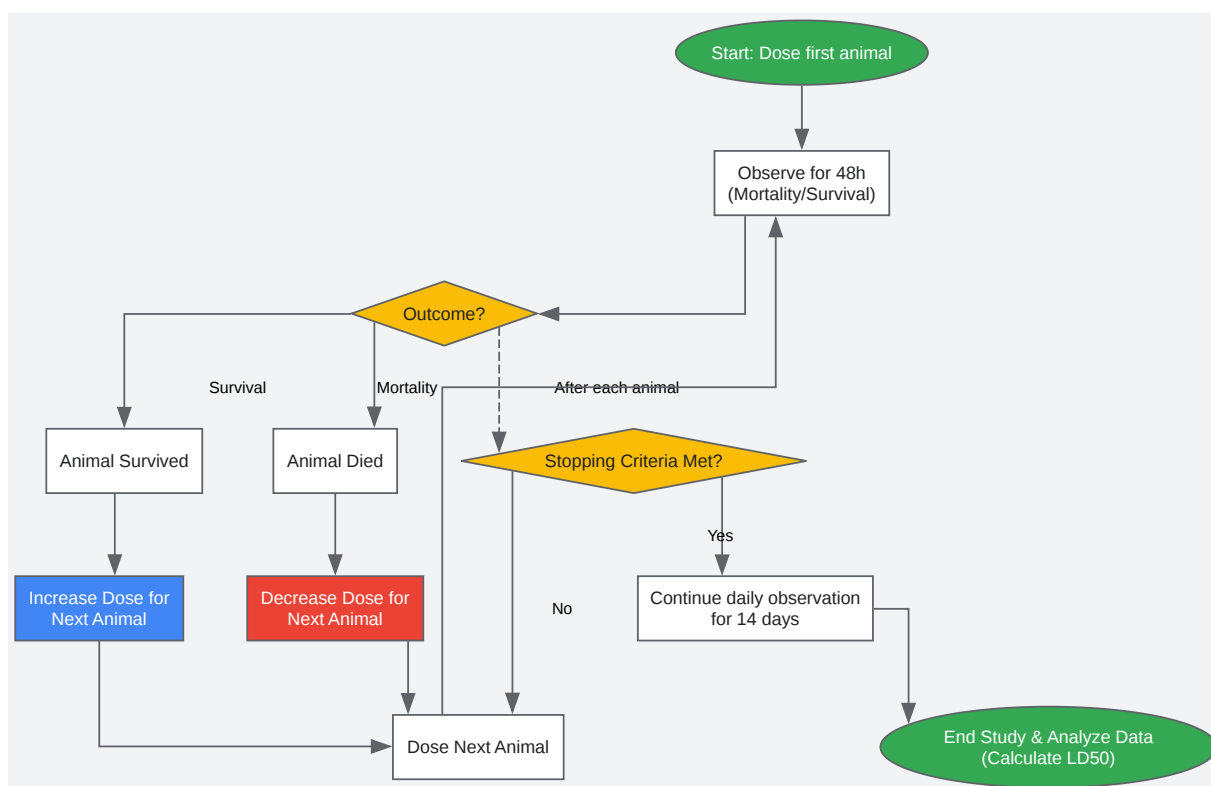 Start: Dose first animal
Observe for 48h
(Mortality/Survival)
Outcome?
Survival
Mortality
After each animal
Animal Survived
Animal Died
Stopping Criteria Met?
Yes
Increase Dose for
Next Animal
Decrease Dose for
Next Animal
No
Continue daily observation
for 14 days
Dose Next Animal
End Study & Analyze Data
(Calculate LD50)